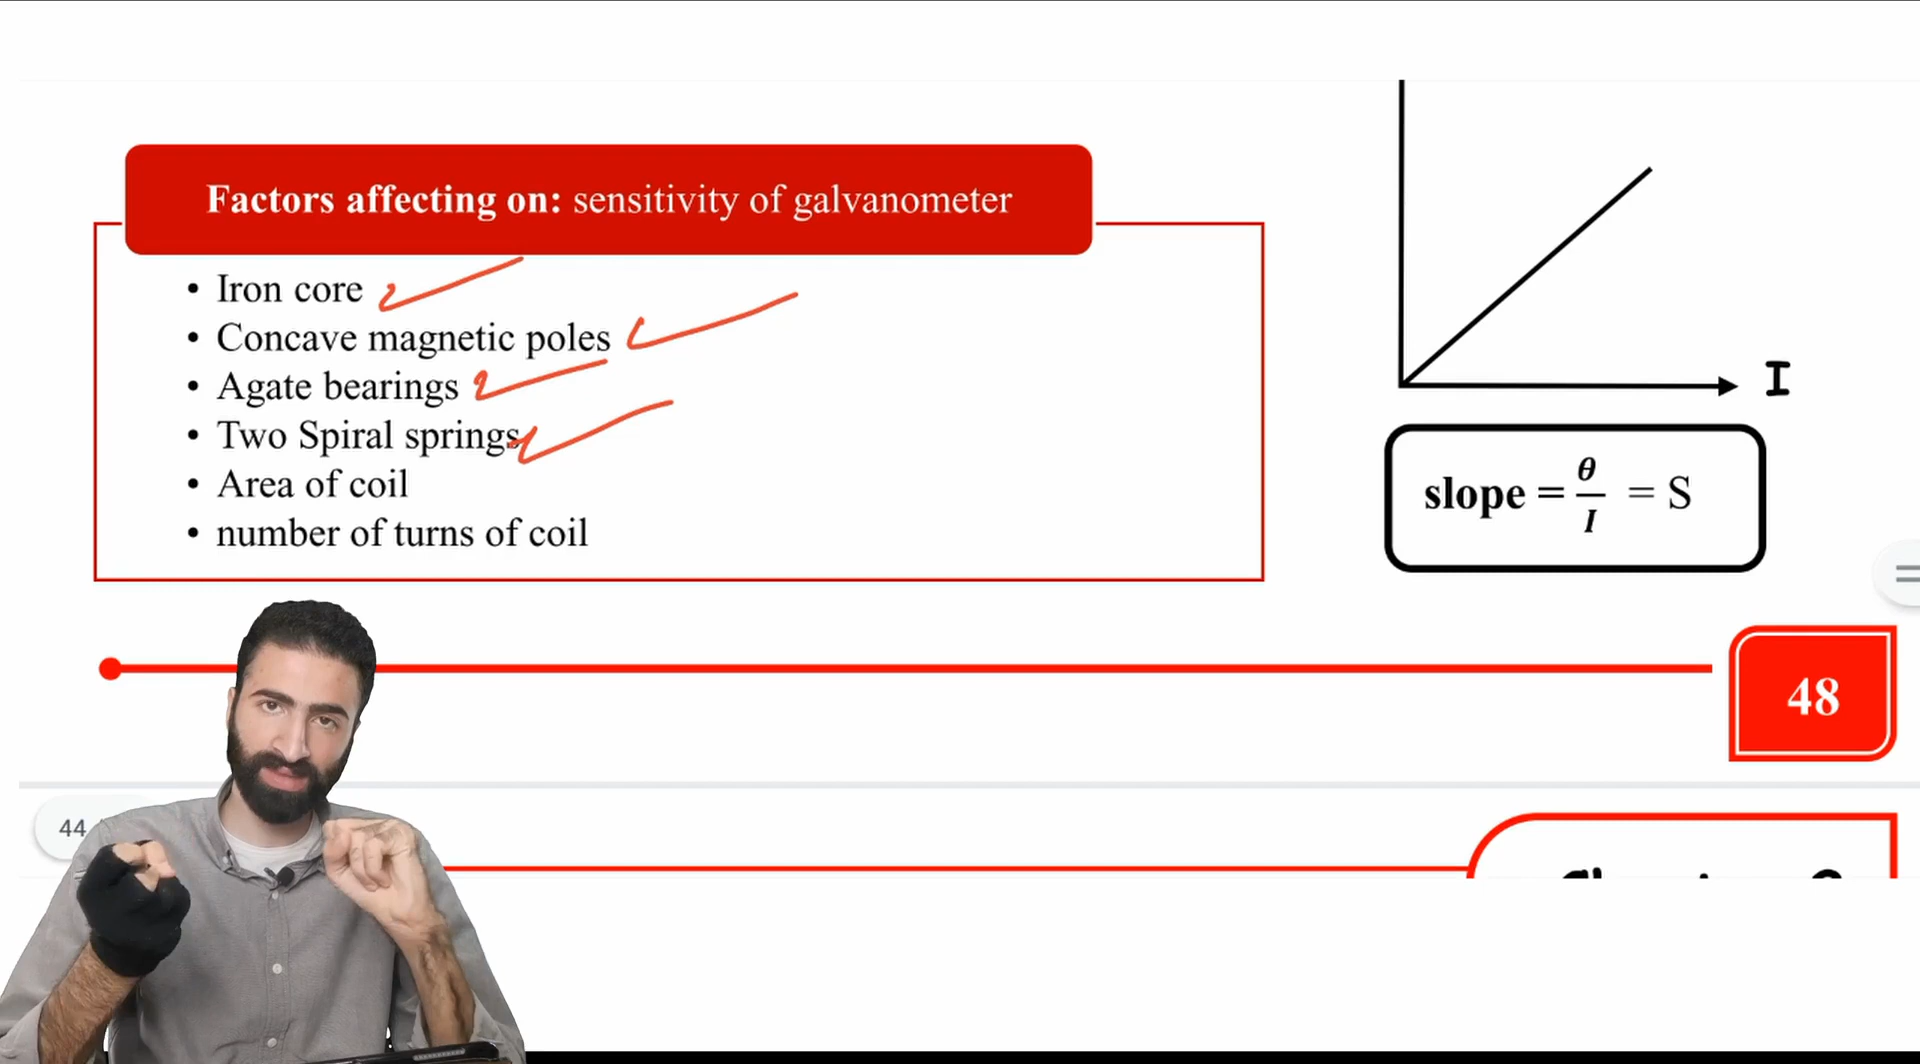 Factors affecting on: sensitivity of galvanometer
• Iron core
• Concave magnetic poles
• Agate bearings
• Two Spiral springs
• Area of coil
• number of turns of coil
I
slope = θ/I = S
48
44